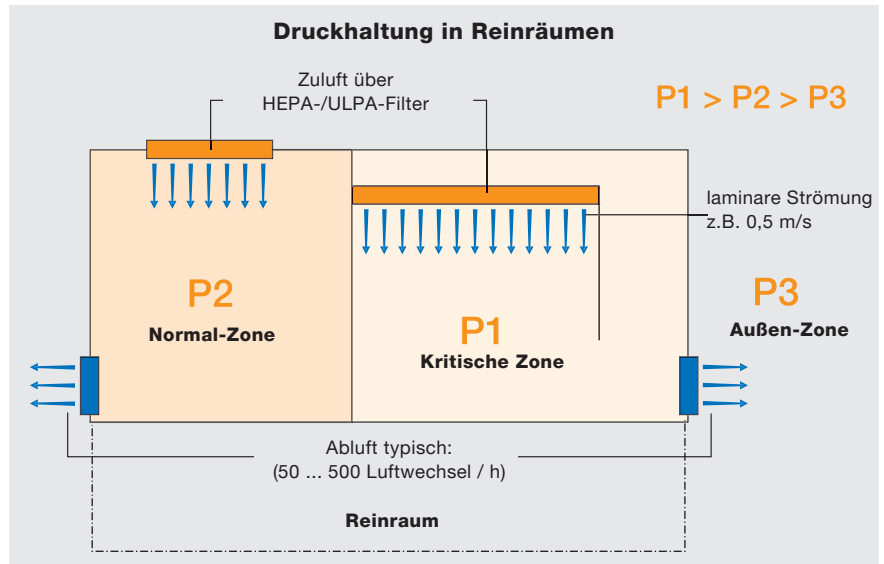 Druckhaltung in Reinräumen
Zuluft über
HEPA-/ULPA-Filter
P1 > P2 > P3
laminare Strömung
z.B. 0,5 m/s
P2
Normal-Zone
P1
Kritische Zone
P3
Außen-Zone
Abluft typisch:
(50 ... 500 Luftwechsel / h)
Reinraum